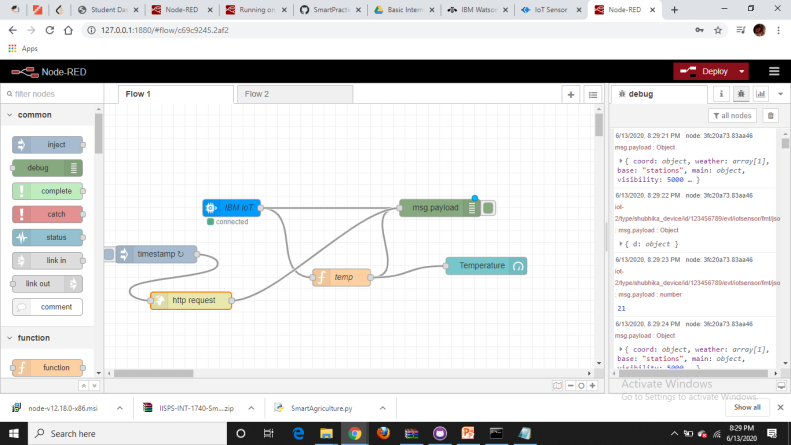 Student Da
Node-RED
Running on
SmartPracti
Basic Intern
IBM Watson
IoT Sensor
Node-RED
127.0.0.1:1880/#flow/c69c9245.2af2
Apps
Node-RED
Deploy
filter nodes
Flow 1
Flow 2
debug
all nodes
common
inject
debug
complete
catch
status
link in
link out
comment
function
function
IBM IoT
connected
msg.payload
timestamp ↻
temp
Temperature
http request
6/13/2020, 8:29:21 PM node: 3fc20a73.83aa46
msg.payload : Object
{ coord: object, weather: array[1],
base: "stations", main: object,
visibility: 5000 … }
6/13/2020, 8:29:22 PM node: 3fc20a73.83aa46
iot-
2/type/shubhika_device/id/123456789/evt/iotsensor/fmt/jso
: msg.payload : Object
{ d: object }
6/13/2020, 8:29:23 PM node: 3fc20a73.83aa46
iot-
2/type/shubhika_device/id/123456789/evt/iotsensor/fmt/jso
: msg.payload : number
21
6/13/2020, 8:29:24 PM node: 3fc20a73.83aa46
msg.payload : Object
{ coord: object, weather: array[1],
base: "stations", main: object,
visibility: 5000
Activate Windows
Go to Settings to activate Windows.
node-v12.18.0-x86.msi
IISPS-INT-1740-Sm....zip
SmartAgriculture.py
Show all
Type here to search
8:29 PM
6/13/2020